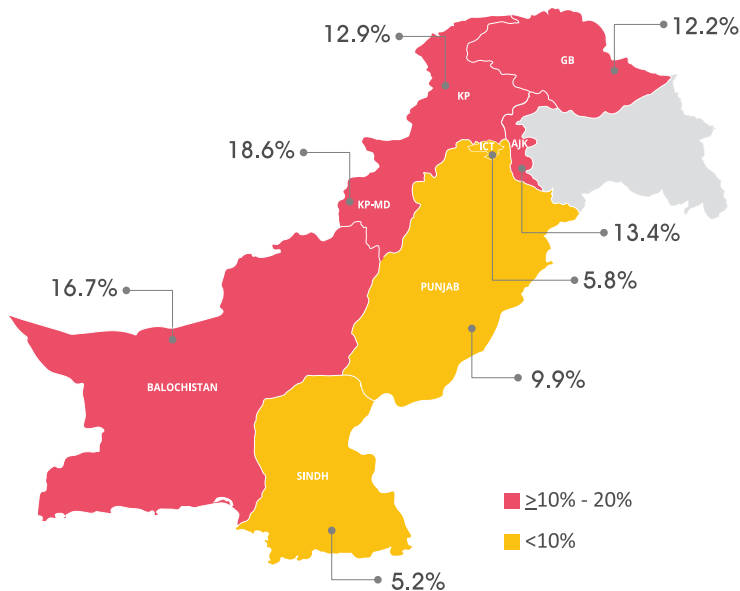 12.9%
12.2%
GB
KP
18.6%
ICT
AJK
KP-MD
13.4%
5.8%
16.7%
PUNJAB
9.9%
BALOCHISTAN
SINDH
≥10% - 20%
<10%
5.2%